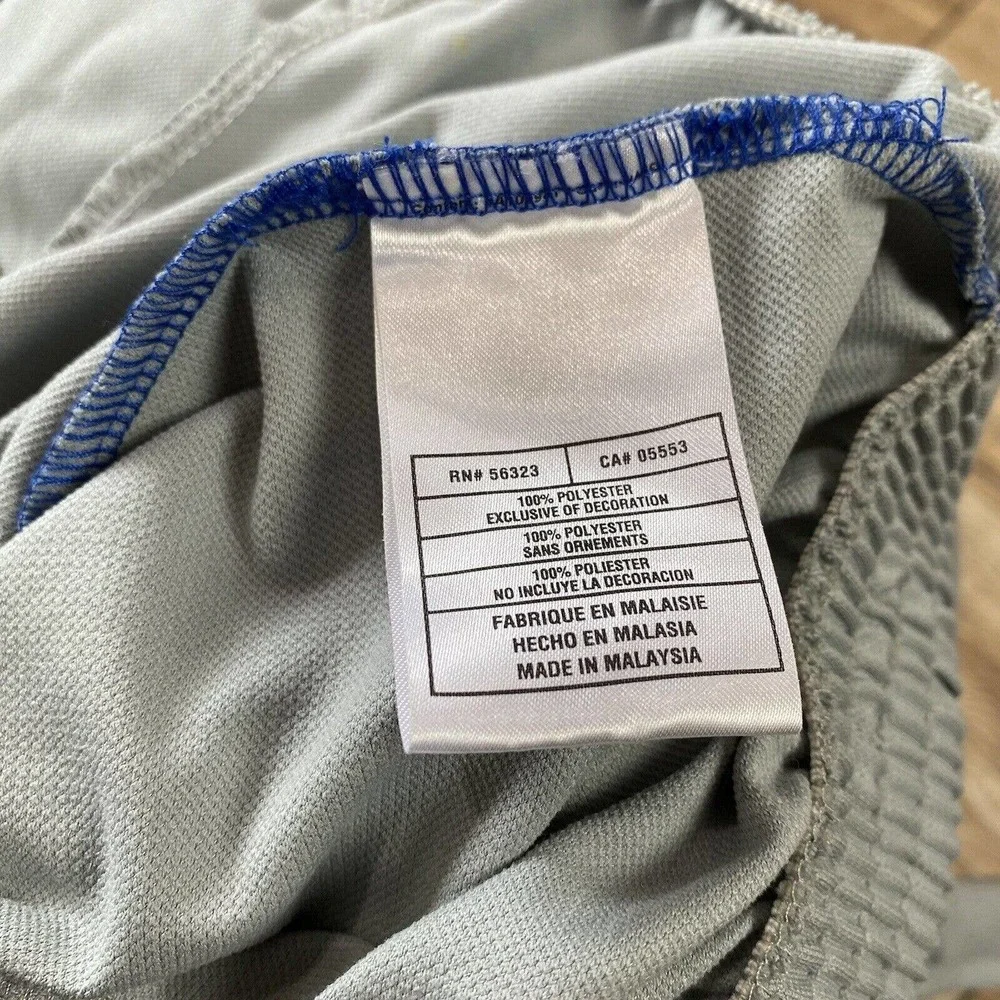 RN# 56323 CA# 05553
100% POLYESTER
EXCLUSIVE OF DECORATION
100% POLYESTER
SANS ORNEMENTS
100% POLIESTER
NO INCLUYE LA DECORACION
FABRIQUE EN MALAISIE
HECHO EN MALASIA
MADE IN MALAYSIA